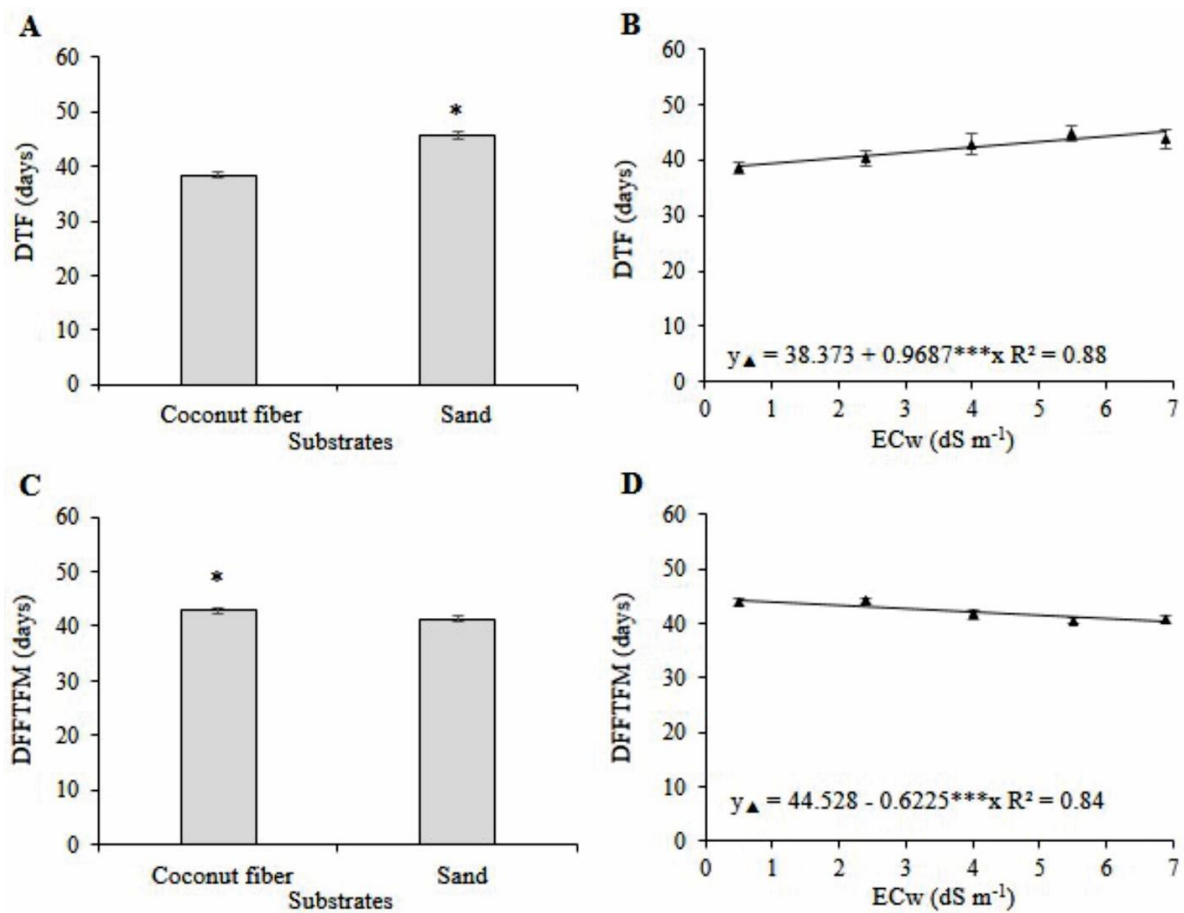 A
60
50
40
30
20
10
0
DTF (days)
*
Coconut fiber Sand
Substrates
B
60
50
40
30
20
10
0
DTF (days)
y▲ = 38.373 + 0.9687***x R² = 0.88
0 1 2 3 4 5 6 7
ECw (dS m⁻¹)
C
60
50
40
30
20
10
0
DFFTFM (days)
*
Coconut fiber Sand
Substrates
D
60
50
40
30
20
10
0
DFFTFM (days)
y▲ = 44.528 - 0.6225***x R² = 0.84
0 1 2 3 4 5 6 7
ECw (dS m⁻¹)